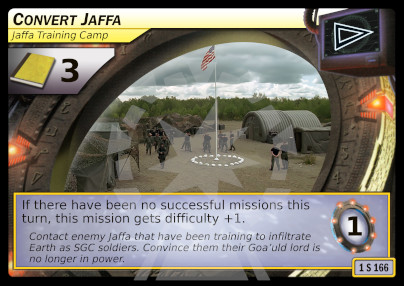 CONVERT JAFFA
Jaffa Training Camp
3
If there have been no successful missions this
turn, this mission gets difficulty +1.
Contact enemy Jaffa that have been training to infiltrate
Earth as SGC soldiers. Convince them their Goa'uld lord is
no longer in power.
1
1 S 166